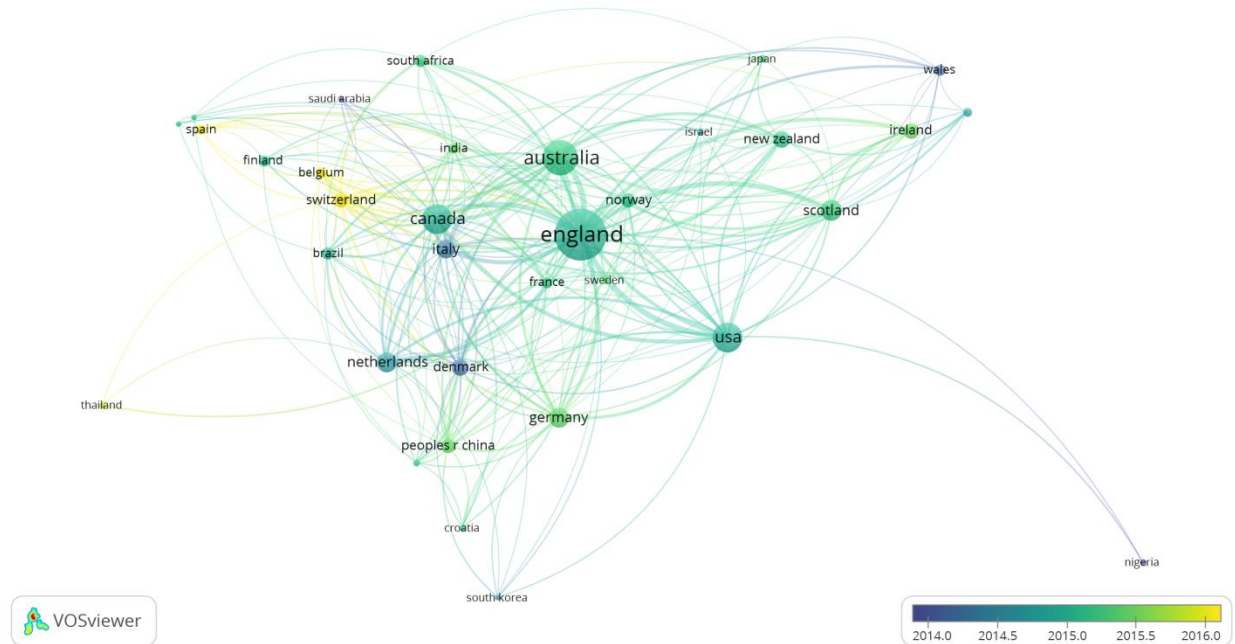 south africa
japan
wales
saudi arabia
spain
israel
new zealand
ireland
india
australia
finland
belgium
switzerland
norway
scotland
canada
england
italy
brazil
france
sweden
usa
netherlands
denmark
thailand
germany
peoples r china
croatia
nigeria
south korea
VOSviewer
2014.0 2014.5 2015.0 2015.5 2016.0